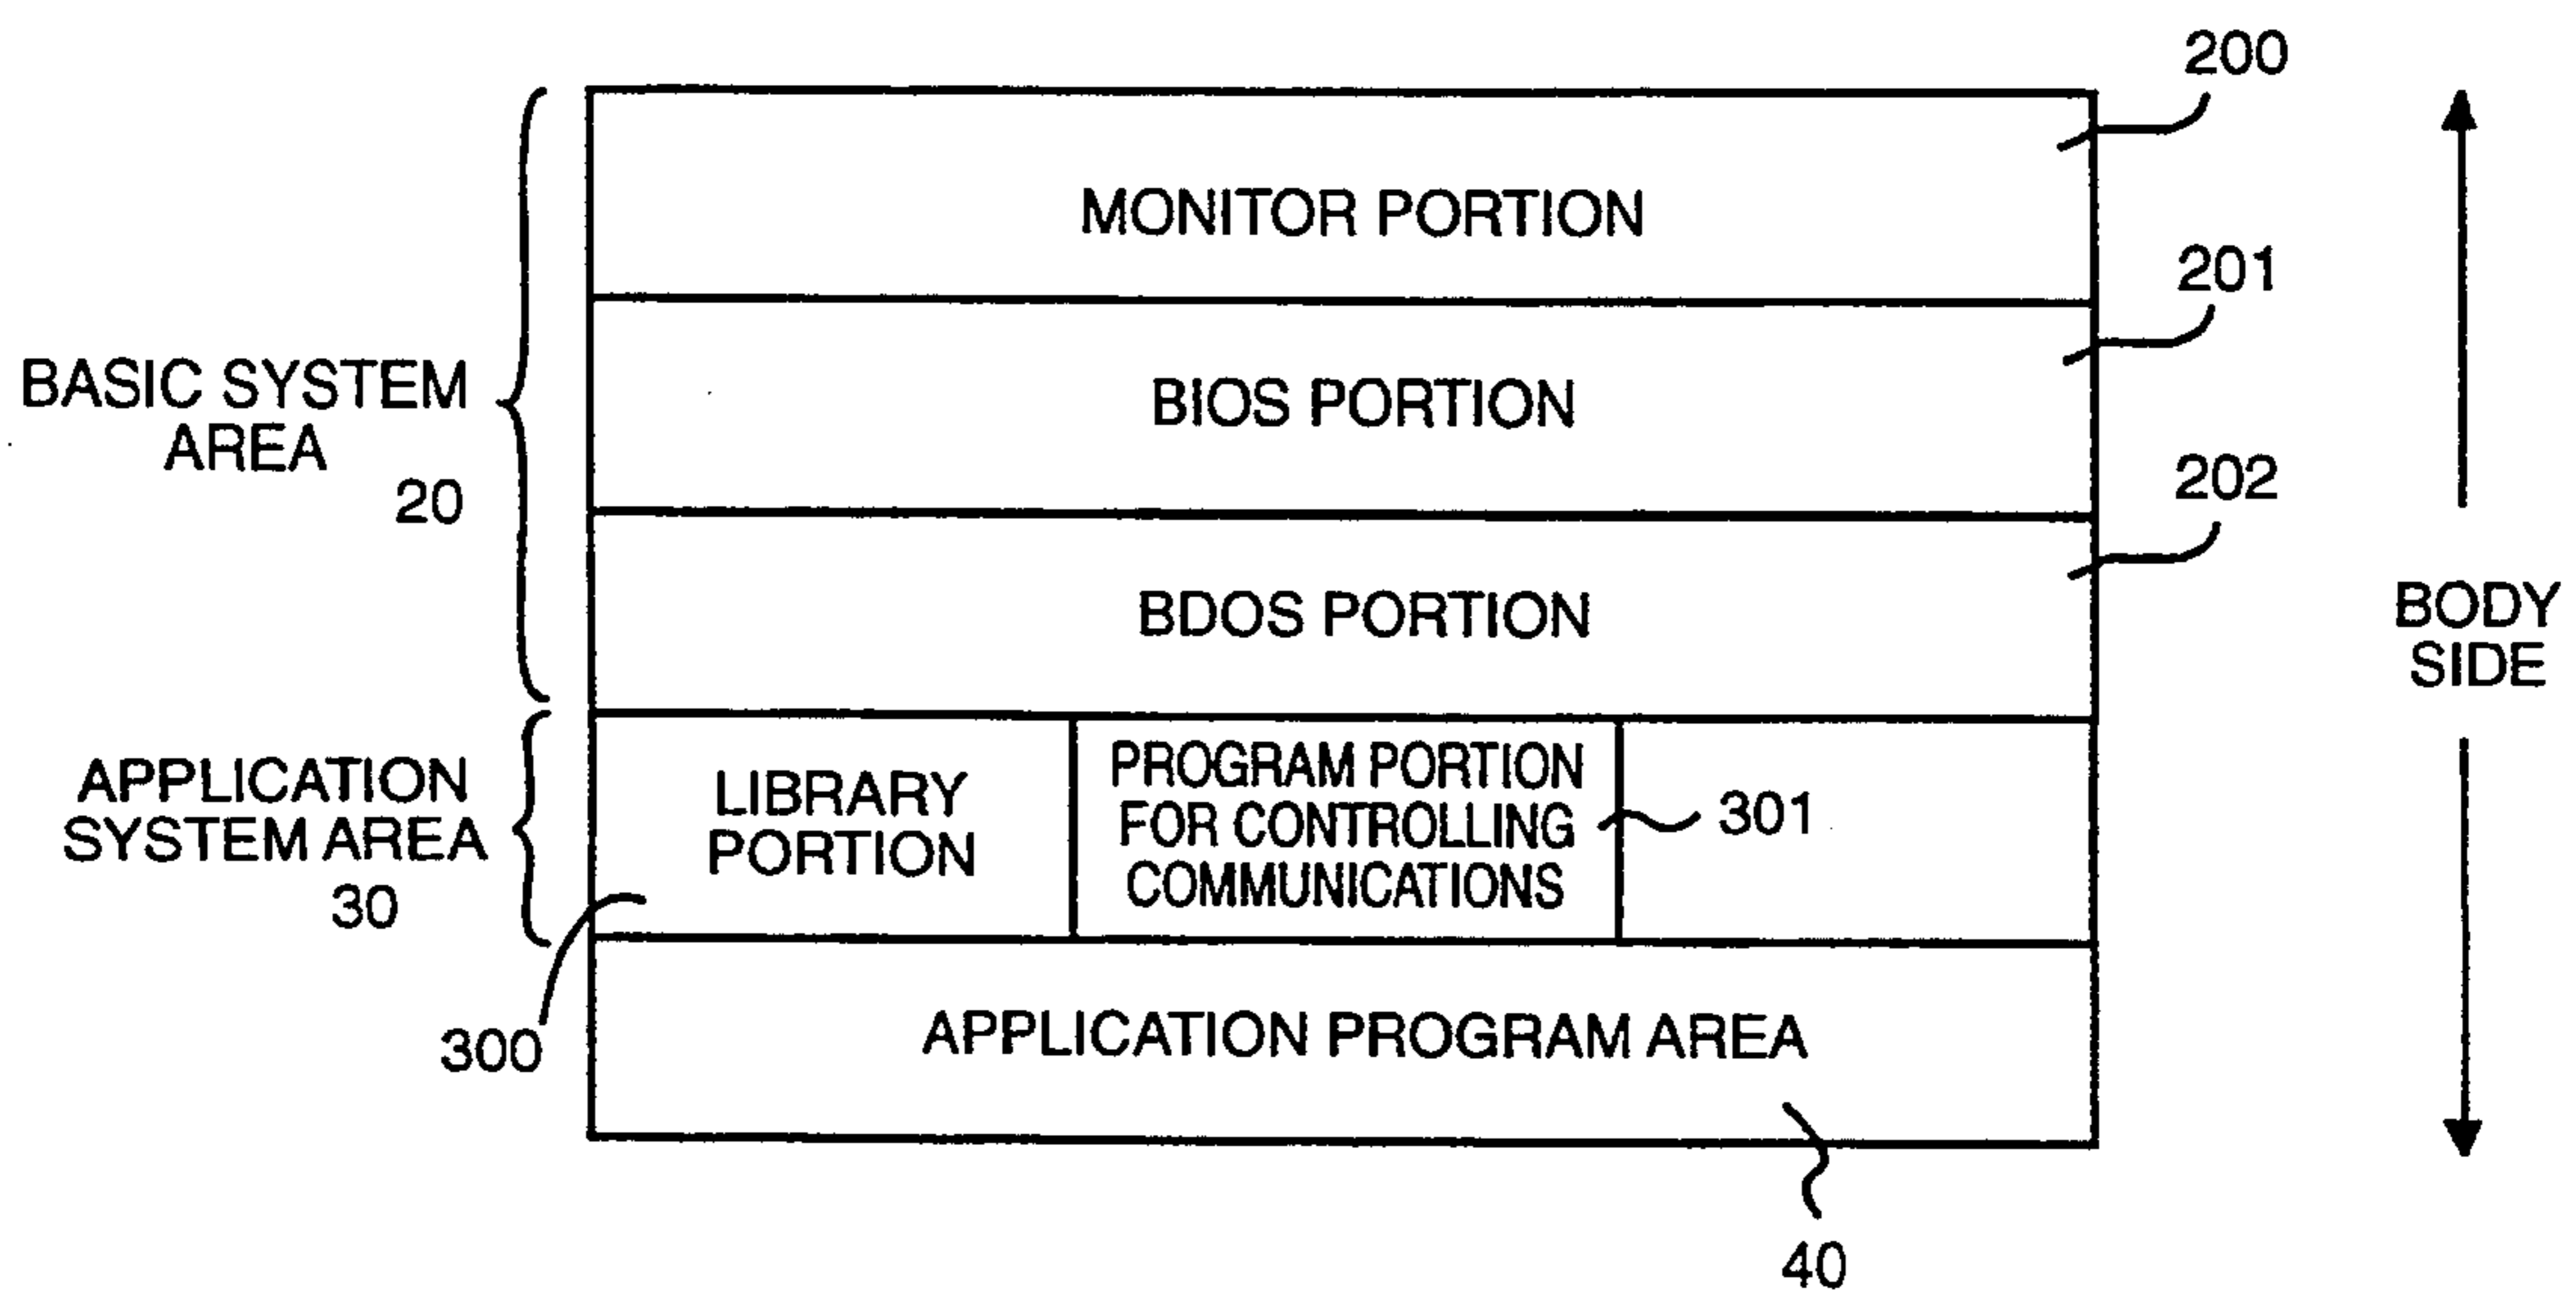 200
MONITOR PORTION
201
BIOS PORTION
BASIC SYSTEM
AREA
20
202
BDOS PORTION
BODY
SIDE
APPLICATION
SYSTEM AREA
30
LIBRARY
PORTION
PROGRAM PORTION
FOR CONTROLLING
COMMUNICATIONS
301
300
APPLICATION PROGRAM AREA
40